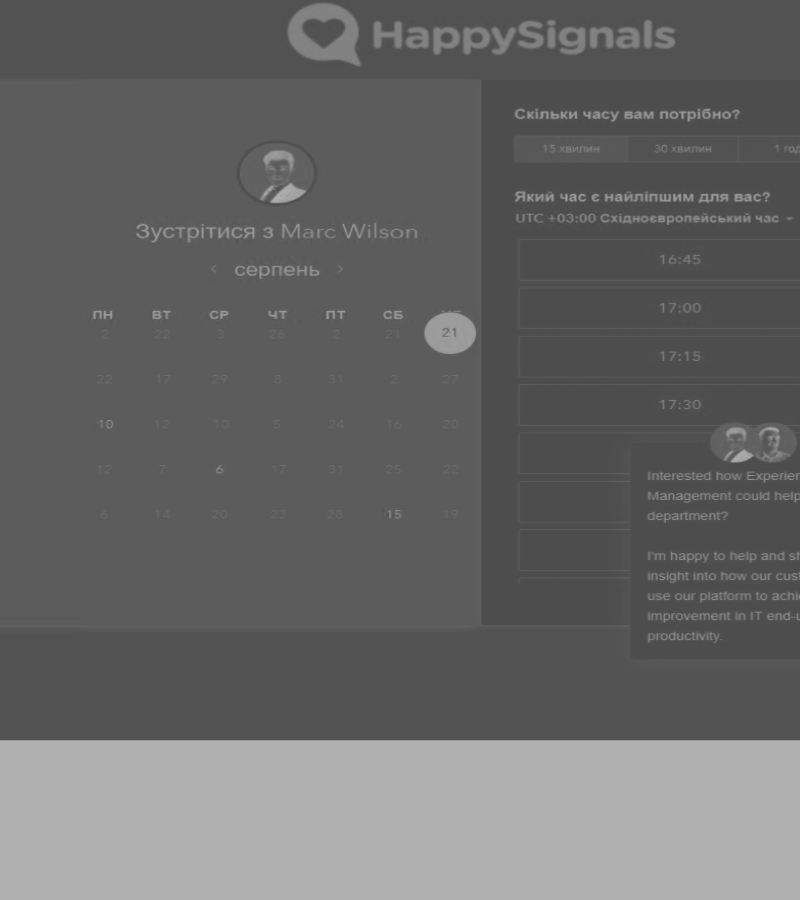 HappySignals
Зустрітися з Marc Wilson
‹ серпень ›
ПН ВТ СР ЧТ ПТ СБ
2 22 3 26 2 21 21
22 17 29 8 31 2 27
10 12 10 5 24 16 20
12 7 6 17 31 25 22
6 14 20 23 28 15 19
Скільки часу вам потрібно?
15 хвилин 30 хвилин 1 год
Який час є найліпшим для вас?
UTC +03:00 Східноєвропейський час
16:45
17:00
17:15
17:30
Interested how Experien
Management could help
department?
I'm happy to help and sh
insight into how our cust
use our platform to achie
improvement in IT end-u
productivity.